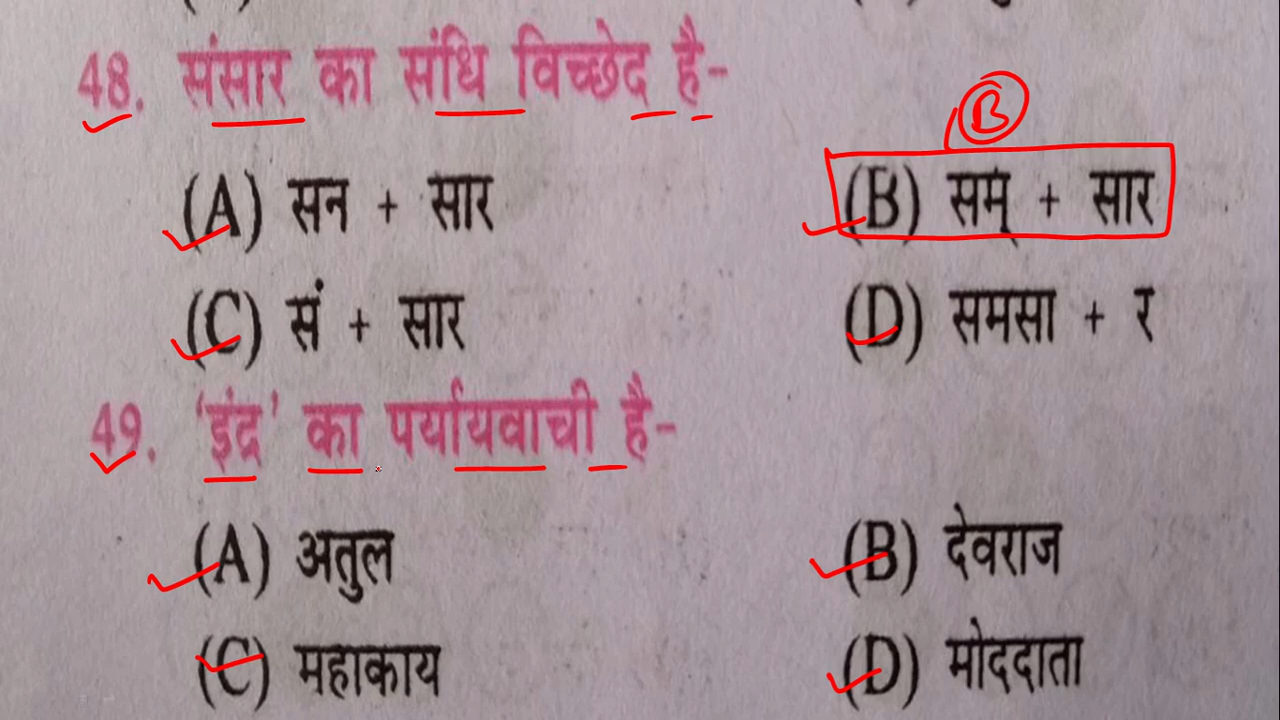 48. संसार का संधि विच्छेद है-
B
(A) सन + सार (B) सम् + सार
(C) सं + सार (D) समसा + र
49. 'इंद्र' का पर्यायवाची है-
(A) अतुल (B) देवराज
(C) महाकाय (D) मोददाता